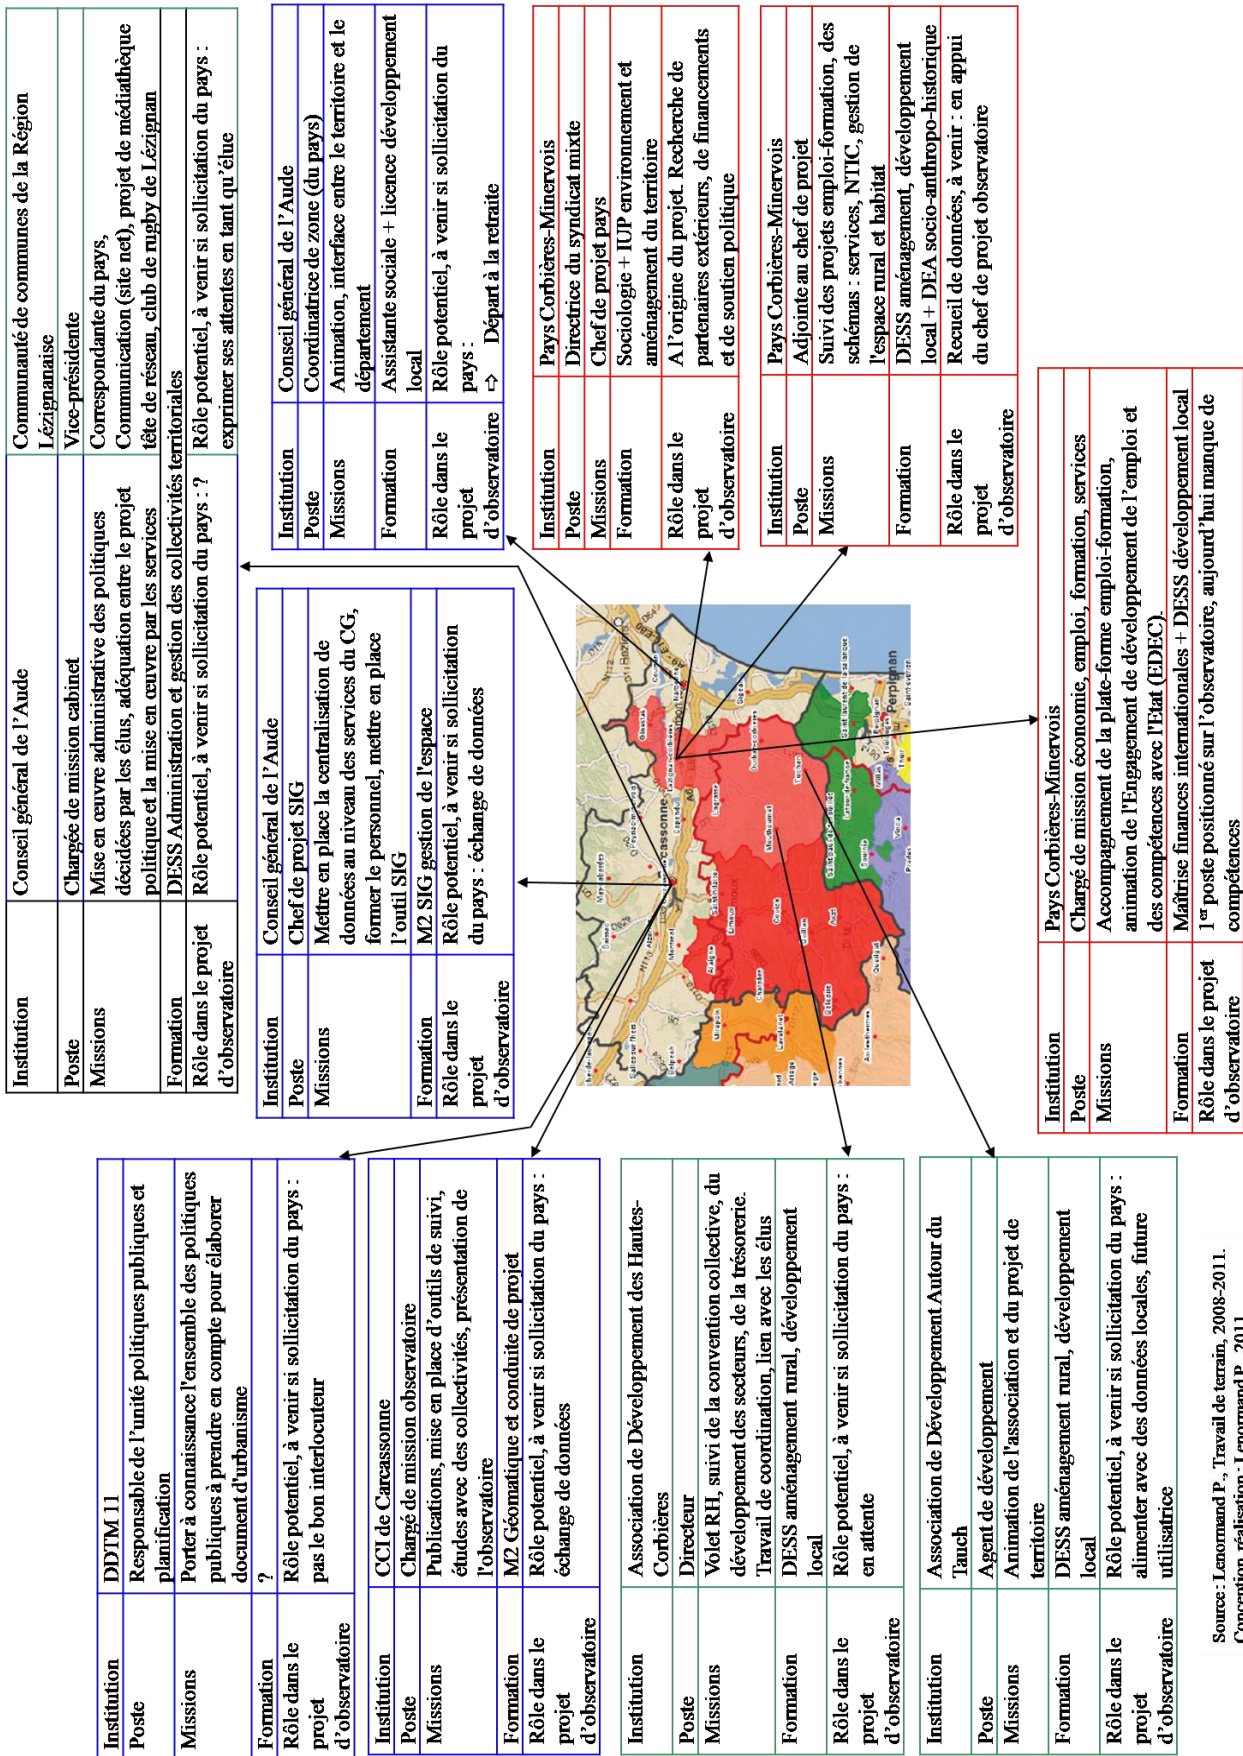 Institution
Conseil général de l'Aude
Communauté de communes de la Région
Lézignanaise
Poste
Chargée de mission cabinet
Vice-présidente
Missions
Mise en œuvre administrative des politiques
décidées par les élus, adéquation entre le projet
politique et la mise en œuvre par les services
Correspondante du pays,
Communication (site net), projet de médiathèque
tête de réseau, club de rugby de Lézignan
Formation
DESS Administration et gestion des collectivités territoriales
Rôle dans le projet
d'observatoire
Rôle potentiel, à venir si sollicitation du pays : ?
Rôle potentiel, à venir si sollicitation du pays :
exprimer ses attentes en tant qu'élue
Institution
DDTM 11
Poste
Responsable de l'unité politiques publiques et
planification
Missions
Porter à connaissance l'ensemble des politiques
publiques à prendre en compte pour élaborer
document d'urbanisme
Formation
?
Rôle dans le
projet
d'observatoire
Rôle potentiel, à venir si sollicitation du pays :
pas le bon interlocuteur
Institution
Conseil général de l'Aude
Poste
Chef de projet SIG
Missions
Mettre en place la centralisation de
données au niveau des services du CG,
former le personnel, mettre en place
l'outil SIG
Formation
M2 SIG gestion de l'espace
Rôle dans le
projet
d'observatoire
Rôle potentiel, à venir si sollicitation
du pays : échange de données
Institution
Conseil général de l'Aude
Poste
Coordinatrice de zone (du pays)
Missions
Animation, interface entre le territoire et le
département
Formation
Assistante sociale + licence développement
local
Rôle dans le
projet
d'observatoire
Rôle potentiel, à venir si sollicitation du
pays :
⇨ Départ à la retraite
Institution
CCI de Carcassonne
Poste
Chargé de mission observatoire
Missions
Publications, mise en place d'outils de suivi,
études avec des collectivités, présentation de
l'observatoire
Formation
M2 Géomatique et conduite de projet
Rôle dans le
projet
d'observatoire
Rôle potentiel, à venir si sollicitation du pays :
échange de données
Institution
Pays Corbières-Minervois
Poste
Directrice du syndicat mixte
Missions
Chef de projet pays
Formation
Sociologie + IUP environnement et
aménagement du territoire
Rôle dans le
projet
d'observatoire
A l'origine du projet. Recherche de
partenaires extérieurs, de financements
et de soutien politique
Institution
Association de Développement des Hautes-
Corbières
Poste
Directeur
Missions
Volet RH, suivi de la convention collective, du
développement des secteurs, de la trésorerie.
Travail de coordination, lien avec les élus
Formation
DESS aménagement rural, développement
local
Rôle dans le
projet
d'observatoire
Rôle potentiel, à venir si sollicitation du pays :
en attente
Institution
Pays Corbières-Minervois
Poste
Adjointe au chef de projet
Missions
Suivi des projets emploi-formation, des
schémas : services, NTIC, gestion de
l'espace rural et habitat
Formation
DESS aménagement, développement
local + DEA socio-anthropo-historique
Rôle dans le
projet
d'observatoire
Recueil de données, à venir : en appui
du chef de projet observatoire
Institution
Association de Développement Autour du
Tauch
Poste
Agent de développement
Missions
Animation de l'association et du projet de
territoire
Formation
DESS aménagement rural, développement
local
Rôle dans le
projet
d'observatoire
Rôle potentiel, à venir si sollicitation du pays :
alimenter avec des données locales, future
utilisatrice
Institution
Pays Corbières-Minervois
Poste
Chargé de mission économie, emploi, formation, services
Missions
Accompagnement de la plate-forme emploi-formation,
animation de l'Engagement de développement de l'emploi et
des compétences avec l'Etat (EDEC).
Formation
Maîtrise finances internationales + DESS développement local
Rôle dans le projet
d'observatoire
1er poste positionné sur l'observatoire, aujourd'hui manque de
compétences
Béziers
Narbonne
Perpignan
Mouthoumet
Tuchan
Lagrasse
Limoux
Quillan
Couiza
Mirepoix
Lavelanet
Belpech
Sournia
Source : Lenormand P., Travail de terrain, 2008-2011.
Conception, réalisation : Lenormand P., 2011